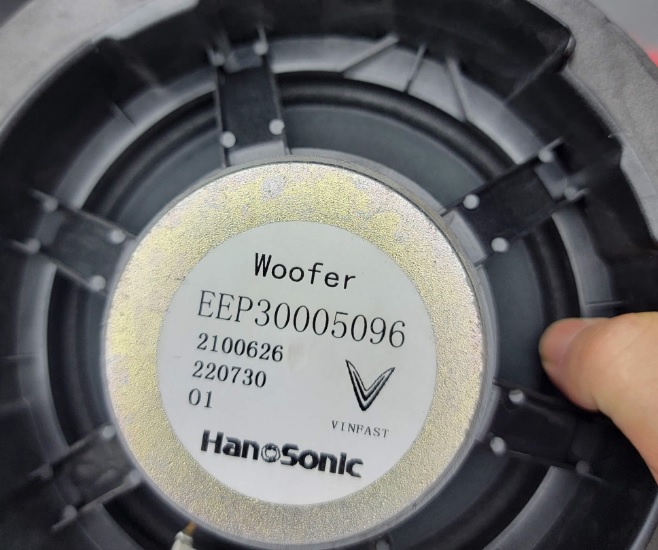 Woofer
EEP30005096
2100626
220730
01
VINFAST
HanSonic